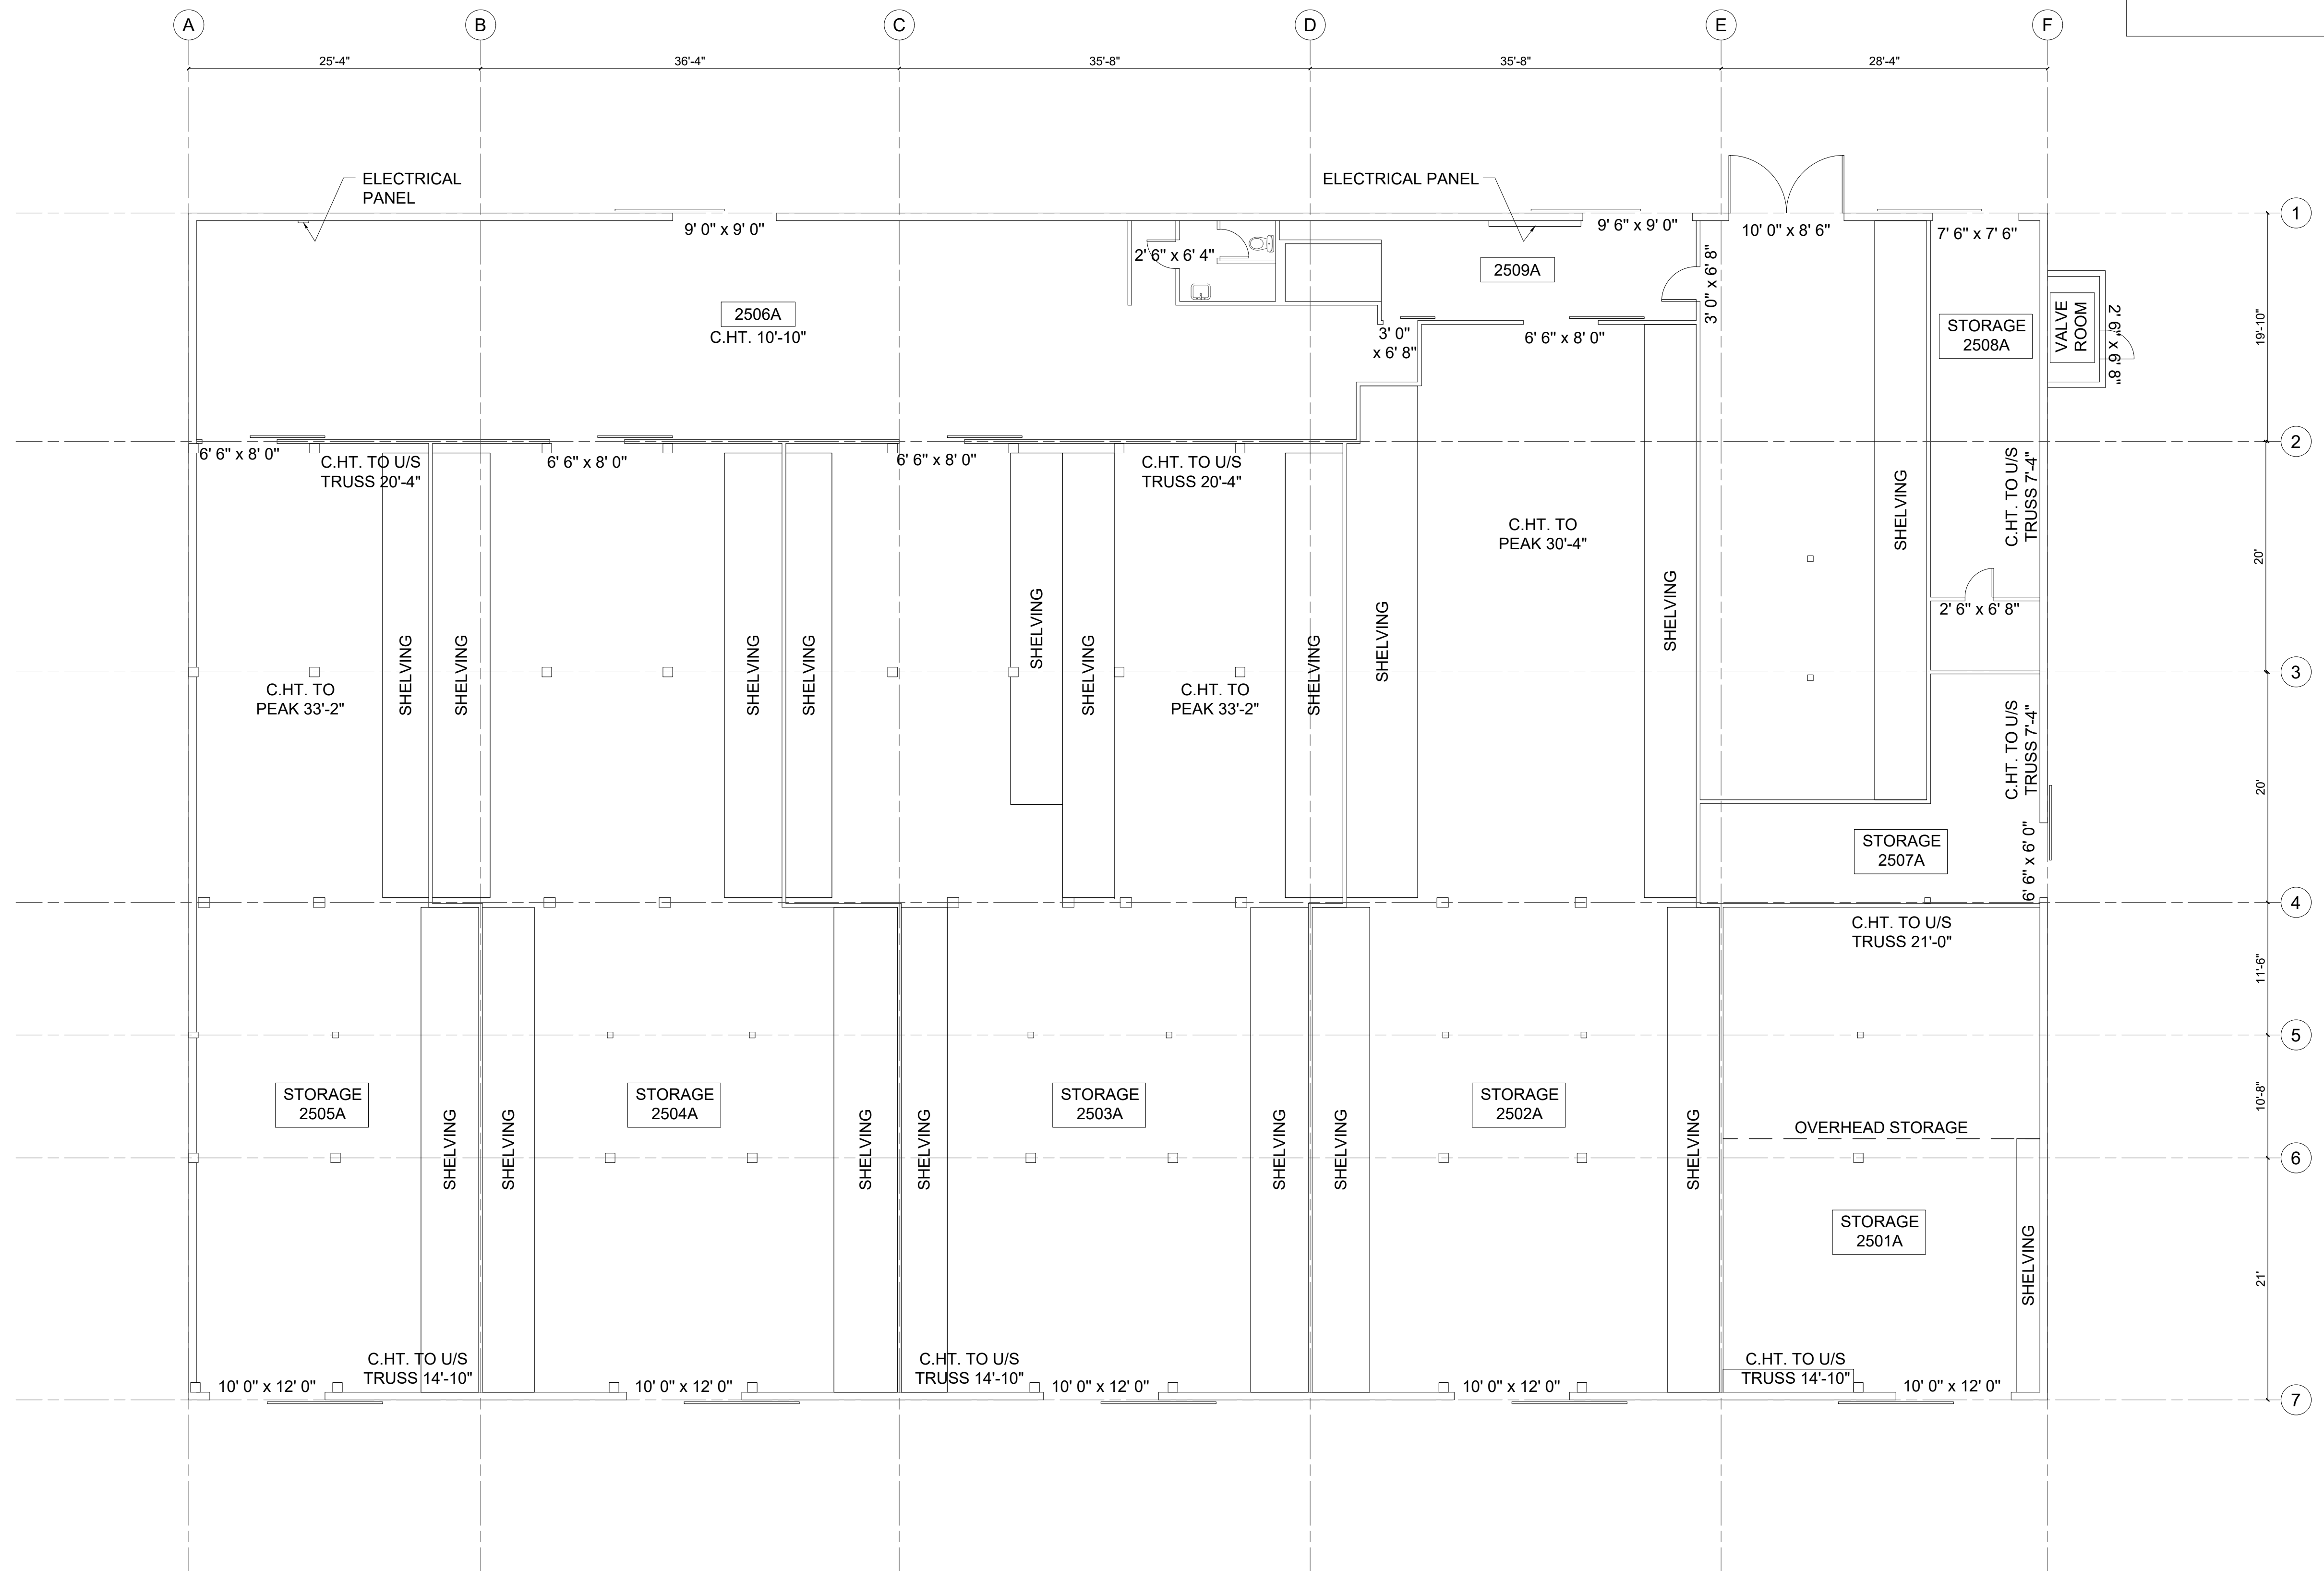 A
B
C
D
E
F
25'-4"
36'-4"
35'-8"
35'-8"
28'-4"
ELECTRICAL
PANEL
ELECTRICAL PANEL
1
9' 0" x 9' 0"
9' 6" x 9' 0"
10' 0" x 8' 6"
7' 6" x 7' 6"
2' 6" x 6' 4"
2509A
3' 0" x 6' 8"
2506A
C.HT. 10'-10"
3' 0"
x 6' 8"
6' 6" x 8' 0"
STORAGE
2508A
VALVE
ROOM
2' 6" x 6' 8"
19'-10"
2
6' 6" x 8' 0"
C.HT. TO U/S
TRUSS 20'-4"
6' 6" x 8' 0"
6' 6" x 8' 0"
C.HT. TO U/S
TRUSS 20'-4"
C.HT. TO U/S
TRUSS 7'-4"
C.HT. TO
PEAK 30'-4"
SHELVING
20'
2' 6" x 6' 8"
SHELVING
SHELVING
SHELVING
SHELVING
SHELVING
SHELVING
SHELVING
SHELVING
SHELVING
SHELVING
3
C.HT. TO
PEAK 33'-2"
C.HT. TO
PEAK 33'-2"
C.HT. TO U/S
TRUSS 7'-4"
20'
STORAGE
2507A
6' 6" x 6' 0"
4
C.HT. TO U/S
TRUSS 21'-0"
11'-6"
5
STORAGE
2505A
STORAGE
2504A
STORAGE
2503A
STORAGE
2502A
10'-8"
OVERHEAD STORAGE
SHELVING
SHELVING
SHELVING
SHELVING
SHELVING
SHELVING
SHELVING
6
STORAGE
2501A
SHELVING
21'
C.HT. TO U/S
TRUSS 14'-10"
C.HT. TO U/S
TRUSS 14'-10"
C.HT. TO U/S
TRUSS 14'-10"
10' 0" x 12' 0"
10' 0" x 12' 0"
10' 0" x 12' 0"
10' 0" x 12' 0"
10' 0" x 12' 0"
7